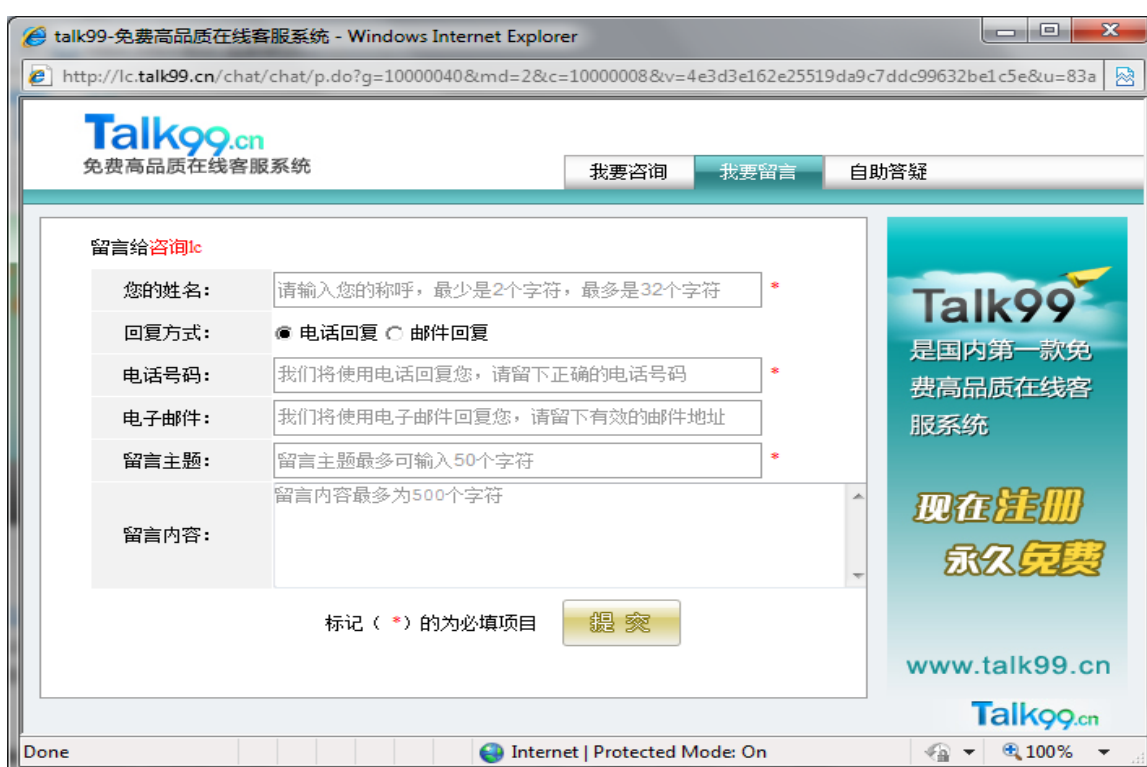 talk99-免费高品质在线客服系统 - Windows Internet Explorer
http://lc.talk99.cn/chat/chat/p.do?g=10000040&md=2&c=10000008&v=4e3d3e162e25519da9c7ddc99632be1c5e&u=83a
Talk99.cn
免费高品质在线客服系统
我要咨询 我要留言 自助答疑
留言给咨询lc
您的姓名: 请输入您的称呼，最少是2个字符，最多是32个字符 *
回复方式: 电话回复 邮件回复
电话号码: 我们将使用电话回复您，请留下正确的电话号码 *
电子邮件: 我们将使用电子邮件回复您，请留下有效的邮件地址
留言主题: 留言主题最多可输入50个字符 *
留言内容: 留言内容最多为500个字符
标记（ *）的为必填项目 提 交
Talk99
是国内第一款免
费高品质在线客
服系统
现在注册
永久免费
www.talk99.cn
Talk99.cn
Done Internet | Protected Mode: On 100%